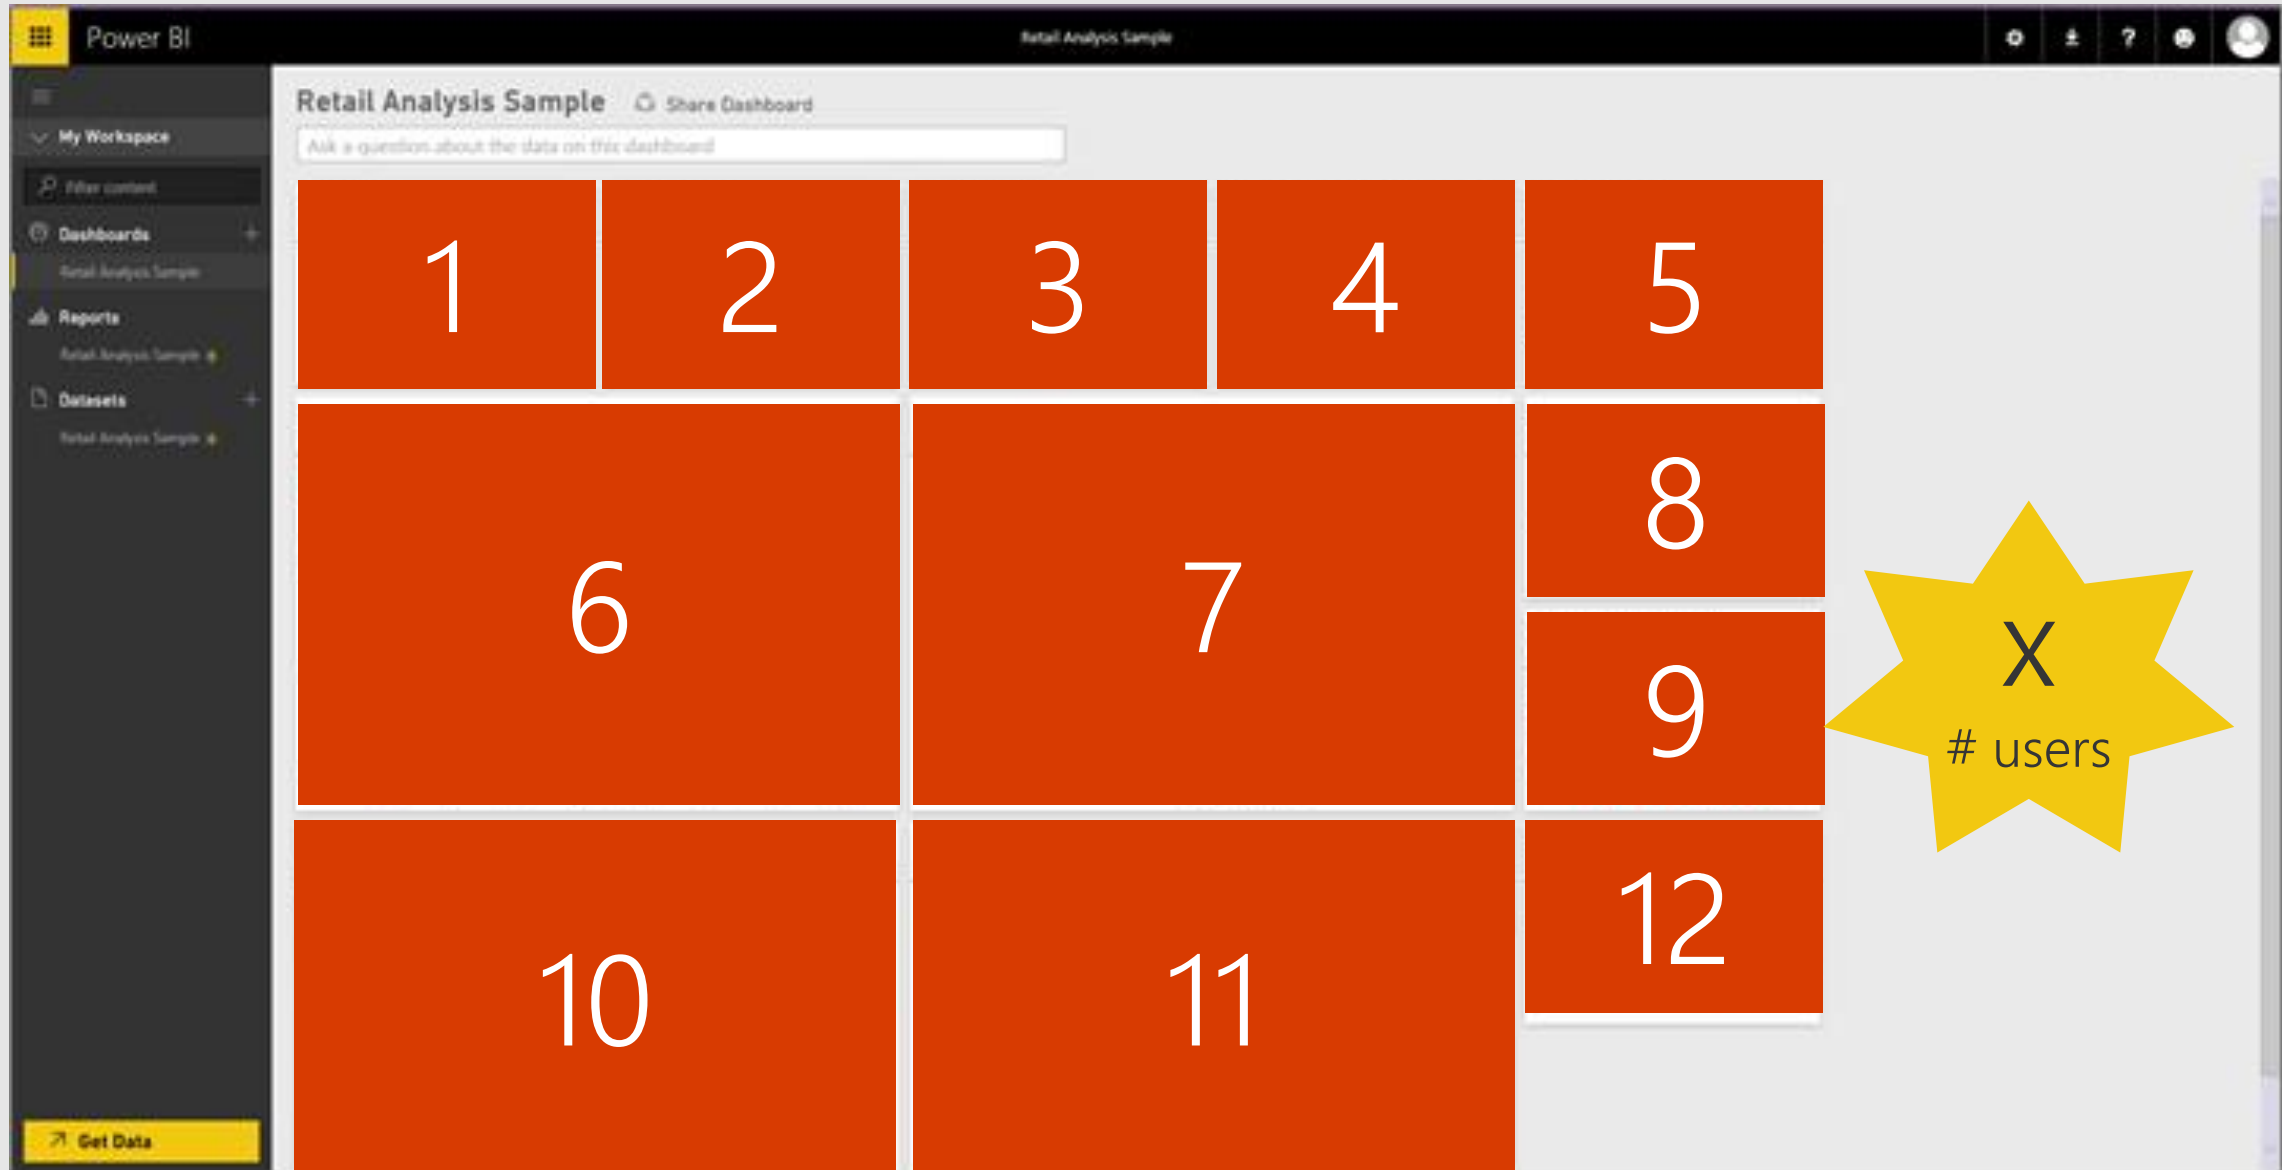 Power BI
Retail Analysis Sample
?
My Workspace
Filter content
Dashboards
Retail Analysis Sample
Reports
Retail Analysis Sample
Datasets
Retail Analysis Sample
Get Data
Retail Analysis Sample
Share Dashboard
Ask a question about the data on this dashboard
1
2
3
4
5
6
7
8
9
10
11
12
X
# users